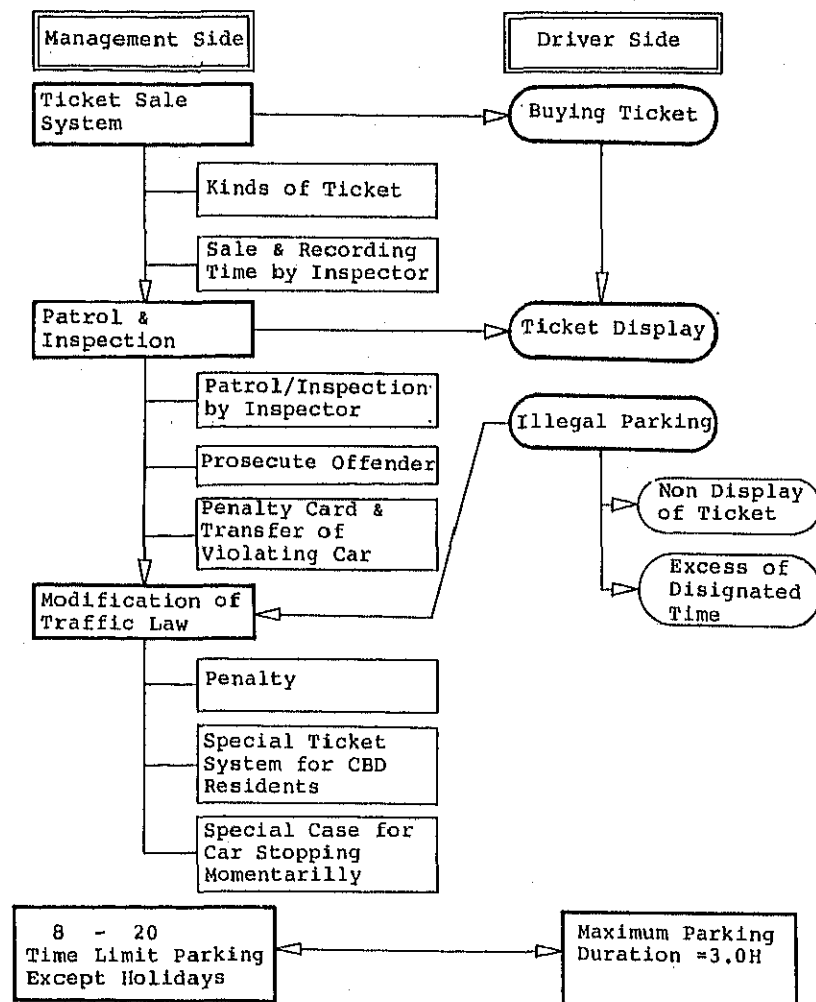 Management Side
Driver Side
Ticket Sale
System
Buying Ticket
Kinds of Ticket
Sale & Recording
Time by Inspector
Patrol &
Inspection
Ticket Display
Patrol/Inspection
by Inspector
Illegal Parking
Prosecute Offender
Non Display
of Ticket
Penalty Card &
Transfer of
Violating Car
Excess of
Disignated
Time
Modification of
Traffic Law
Penalty
Special Ticket
System for CBD
Residents
Special Case for
Car Stopping
Momentarilly
8 - 20
Time Limit Parking
Except Holidays
Maximum Parking
Duration =3.0H